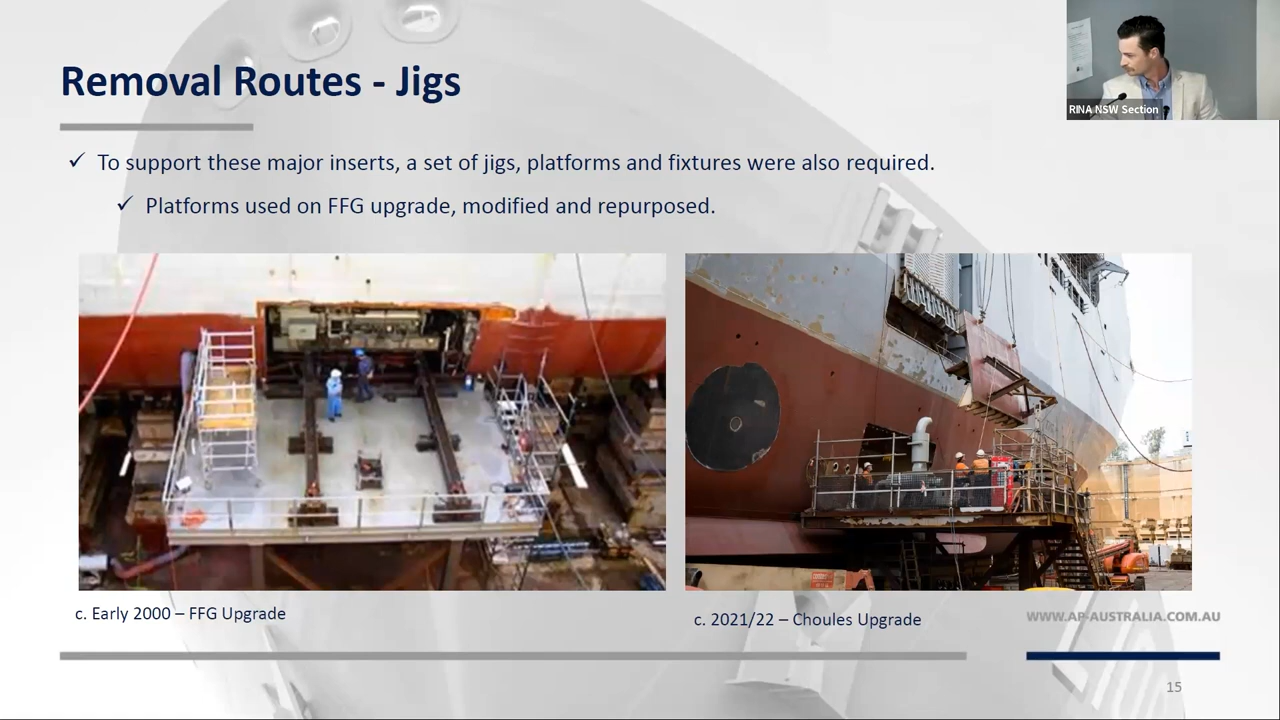 Removal Routes - Jigs
RINA NSW Section
✓ To support these major inserts, a set of jigs, platforms and fixtures were also required.
✓ Platforms used on FFG upgrade, modified and repurposed.
c. Early 2000 – FFG Upgrade
c. 2021/22 – Choules Upgrade
WWW.AP-AUSTRALIA.COM.AU
15